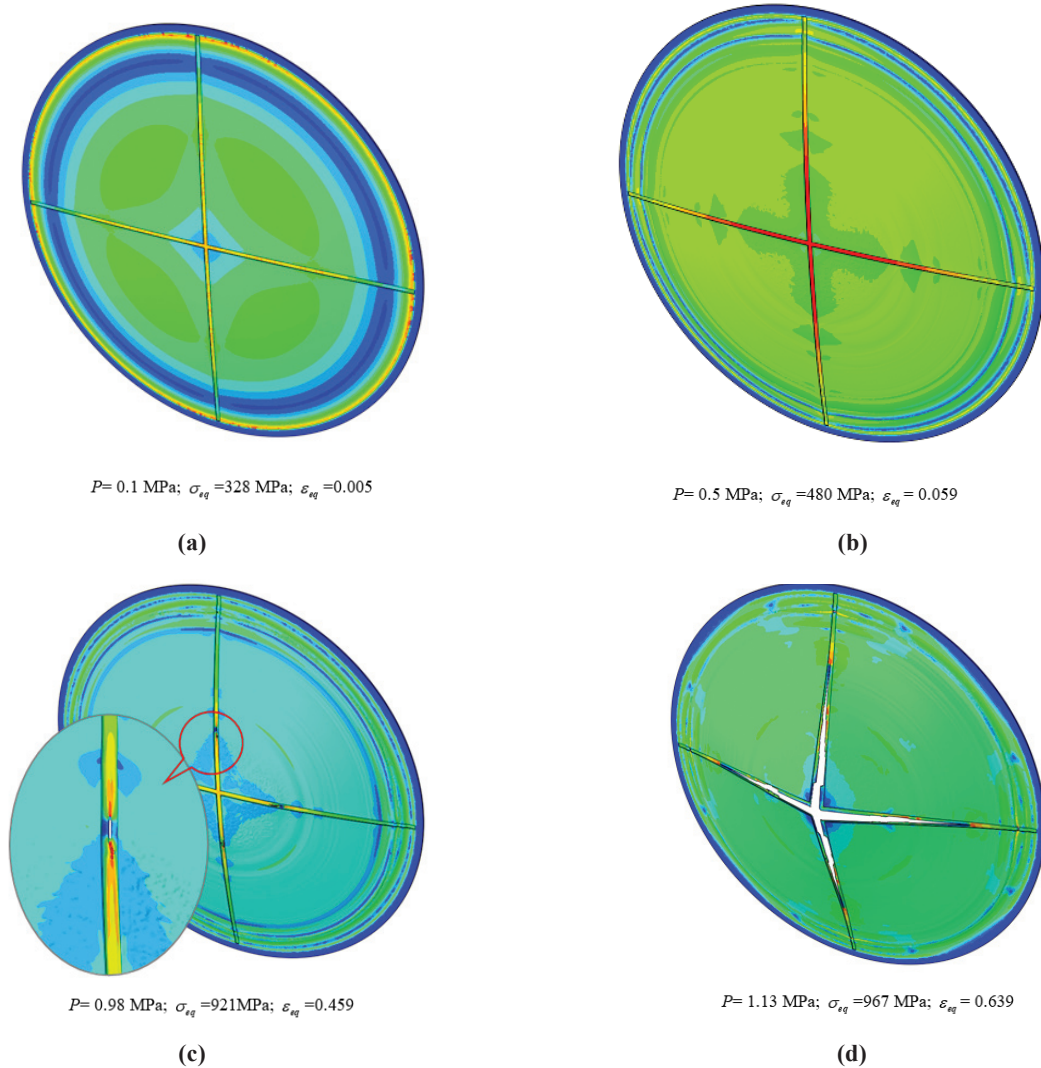 P= 0.1 MPa; σeq =328 MPa; εeq =0.005
(a)
P= 0.5 MPa; σeq =480 MPa; εeq = 0.059
(b)
P= 0.98 MPa; σeq =921MPa; εeq =0.459
(c)
P= 1.13 MPa; σeq =967 MPa; εeq = 0.639
(d)